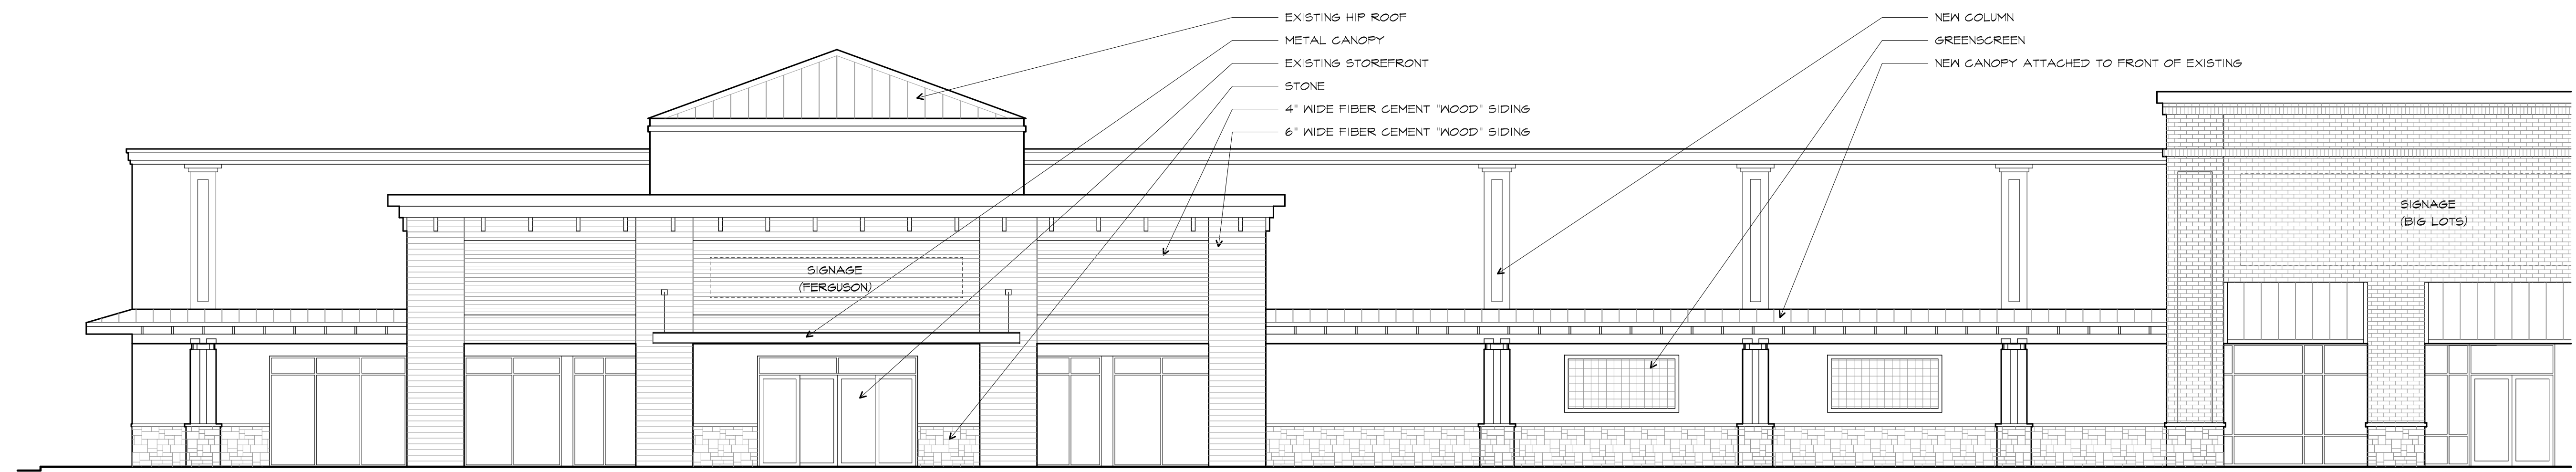 EXISTING HIP ROOF
METAL CANOPY
EXISTING STOREFRONT
STONE
4" WIDE FIBER CEMENT "WOOD" SIDING
6" WIDE FIBER CEMENT "WOOD" SIDING
NEW COLUMN
GREENSCREEN
NEW CANOPY ATTACHED TO FRONT OF EXISTING
SIGNAGE
(FERGUSON)
SIGNAGE
(BIG LOTS)